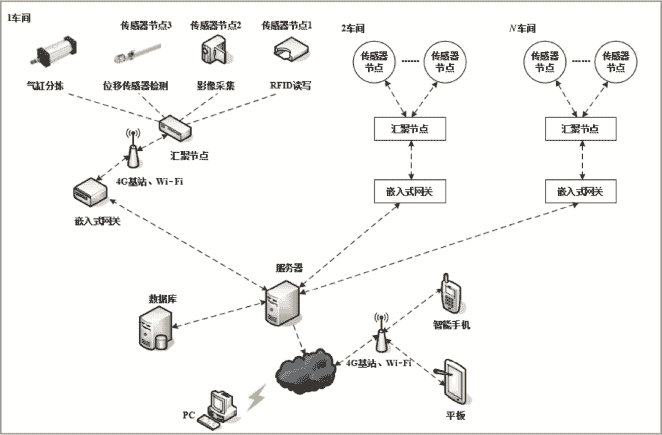 1车间
传感器节点3
传感器节点2
传感器节点1
2车间
N车间
气缸分拣
位移传感器检测
影像采集
RFID读写
传感器
节点
......
传感器
节点
传感器
节点
......
传感器
节点
汇聚节点
汇聚节点
汇聚节点
4G基站、Wi-Fi
嵌入式网关
嵌入式网关
嵌入式网关
服务器
数据库
智能手机
4G基站、Wi-Fi
PC
平板